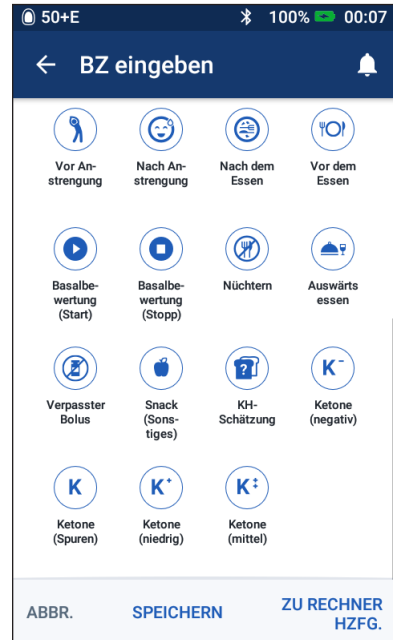 50+E 100% 00:07
BZ eingeben
Vor An-
strengung
Nach An-
strengung
Nach dem
Essen
Vor dem
Essen
Basalbe-
wertung
(Start)
Basalbe-
wertung
(Stopp)
Nüchtern
Auswärts
essen
Verpasster
Bolus
Snack
(Sons-
tiges)
?
KH-
Schätzung
K-
Ketone
(negativ)
K
Ketone
(Spuren)
K+
Ketone
(niedrig)
K‡
Ketone
(mittel)
ABBR.
SPEICHERN
ZU RECHNER
HZFG.